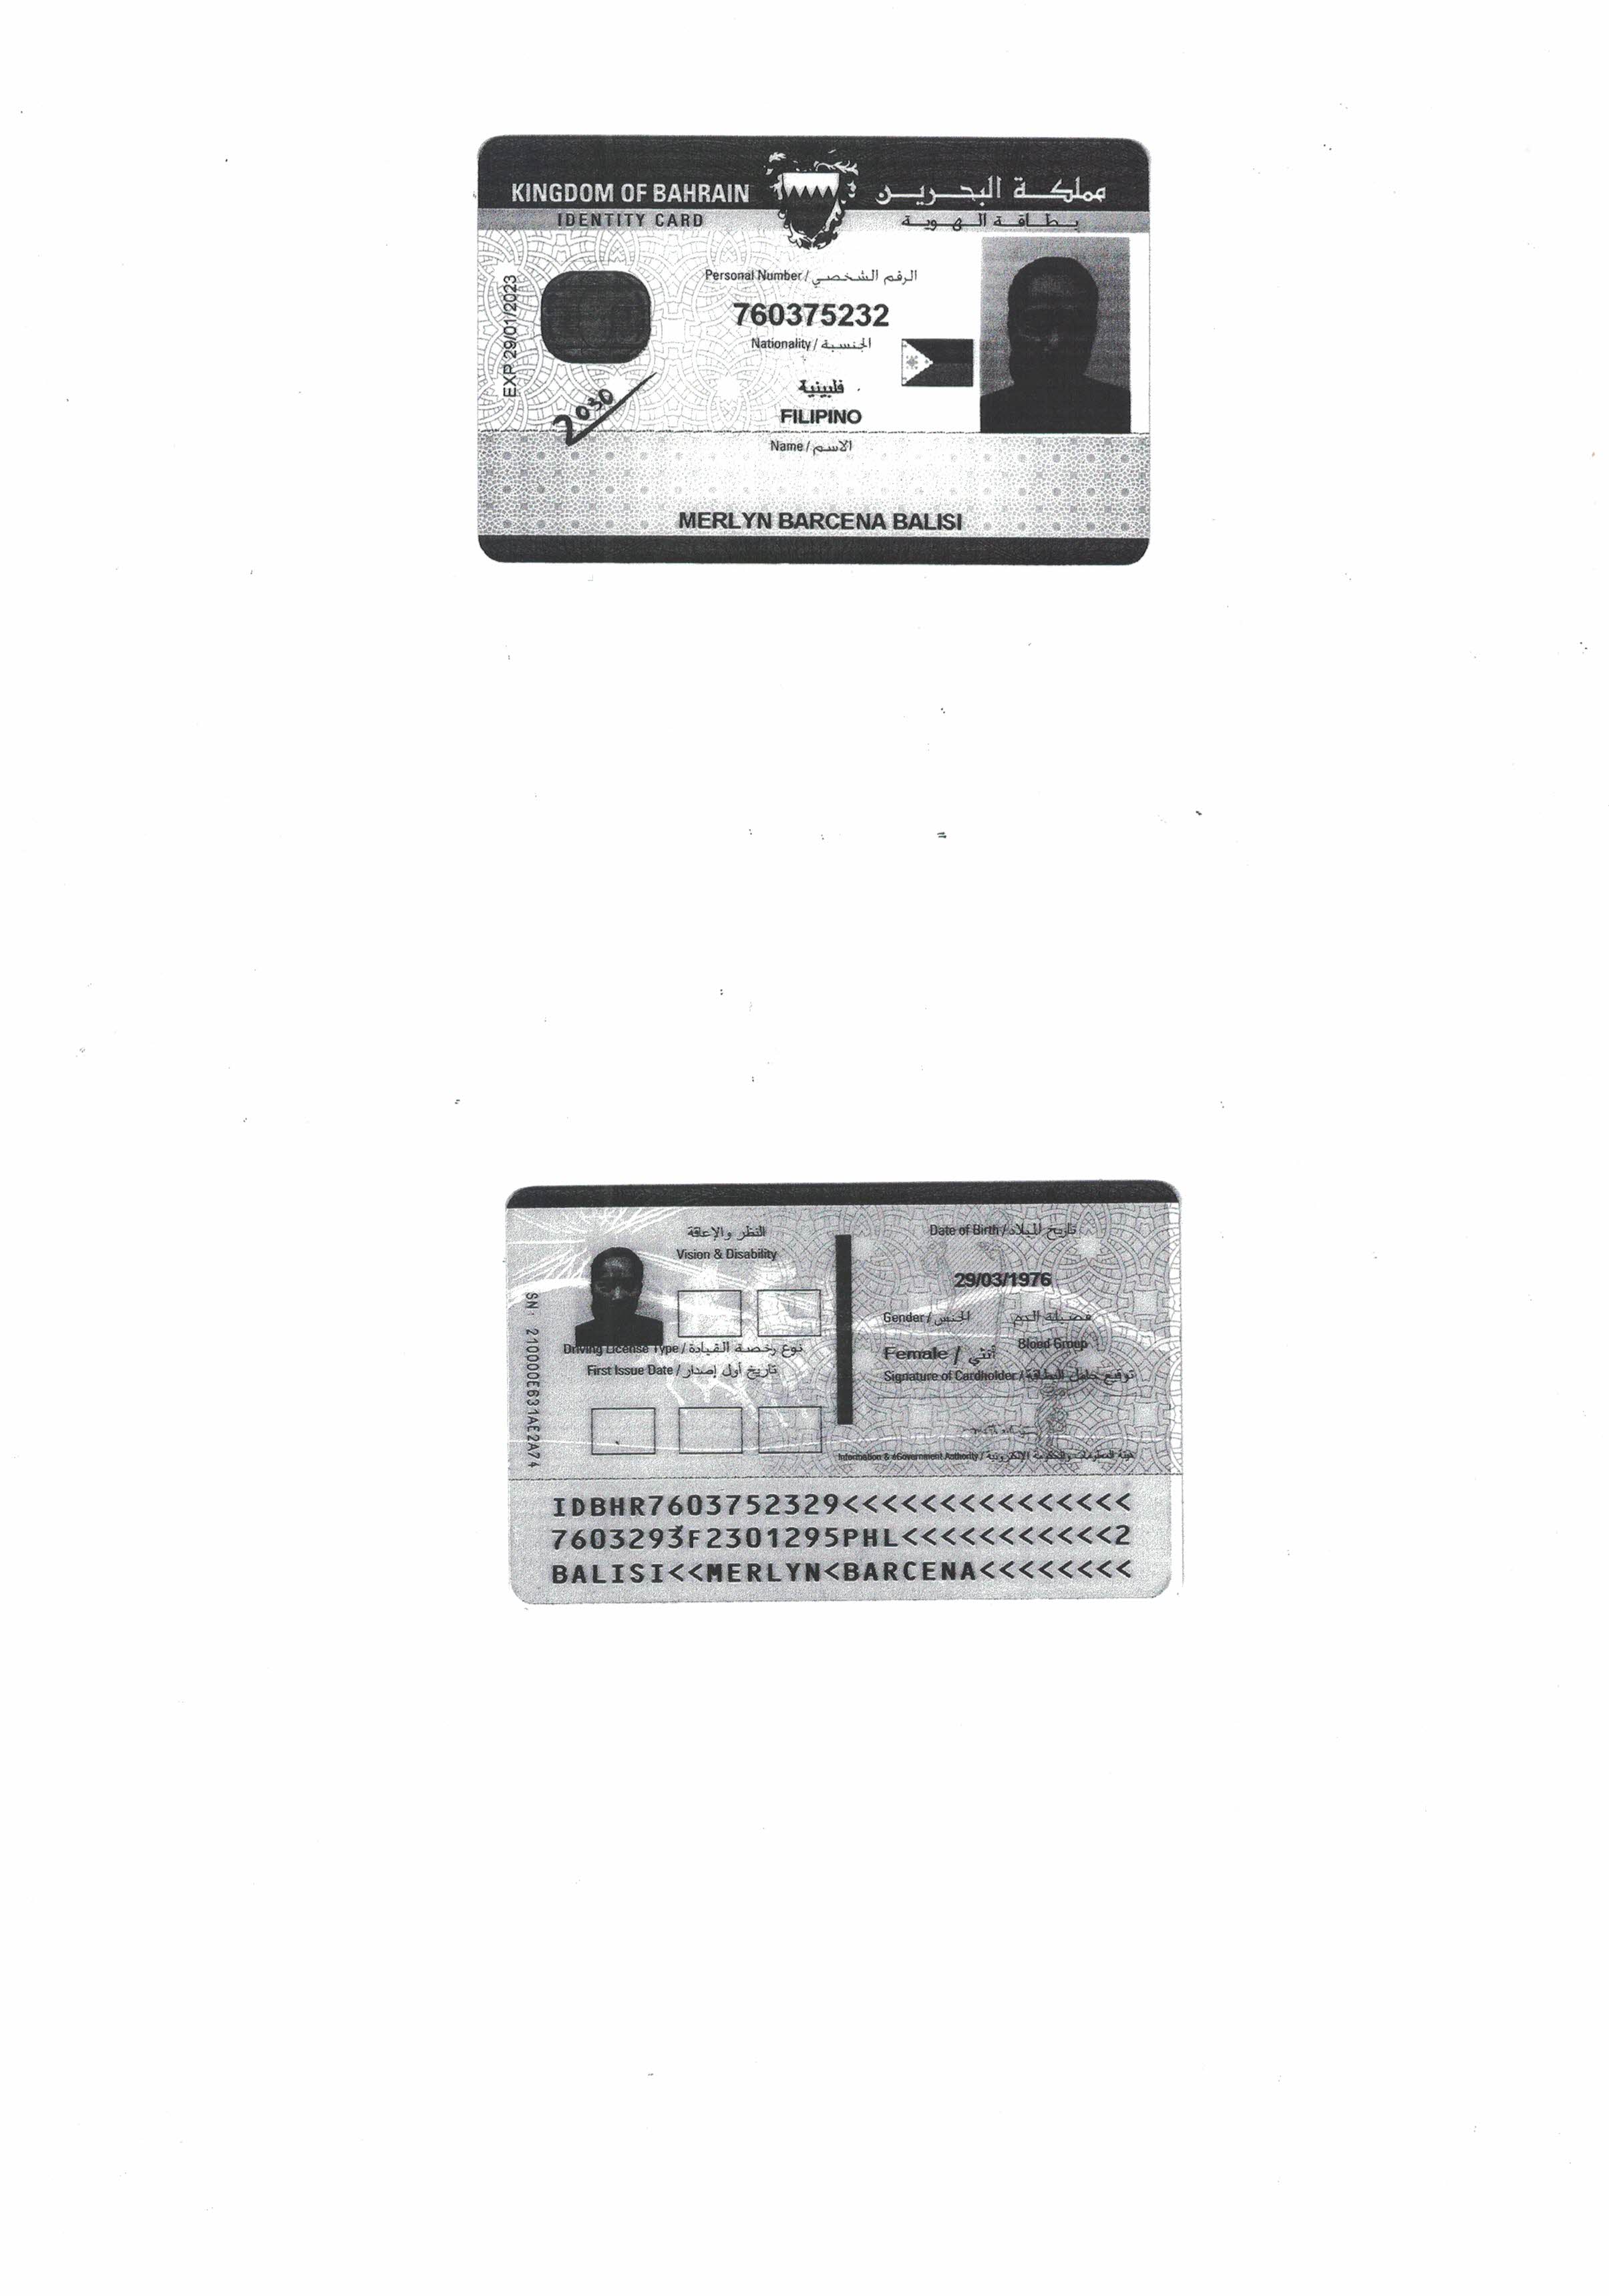 KINGDOM OF BAHRAIN مملكة البحرين
IDENTITY CARD بطاقة الهوية
Personal Number / الرقم الشخصي
760375232
Nationality / الجنسية
فلبينية
FILIPINO
EXP 29/01/2023
2030
Name / الاسم
MERLYN BARCENA BALISI
النظر والإعاقة
Vision & Disability
Date of Birth / تاريخ الميلاد
29/03/1976
Gender / الجنس فصيلة الدم
Blood Group
Female / أنثى
Driving License Type / نوع رخصة القيادة
First Issue Date / تاريخ أول إصدار
Signature of Cardholder / توقيع حامل البطاقة
SN: 210000E631AE2A74
Information & eGovernment Authority / هيئة المعلومات والحكومة الإلكترونية
IDBHR7603752329<<<<<<<<<<<<<<<
7603293F2301295PHL<<<<<<<<<<<2
BALISI<<MERLYN<BARCENA<<<<<<<<